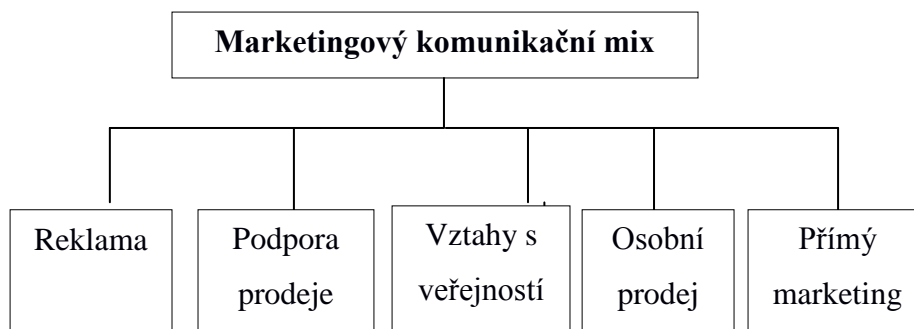 Marketingový komunikační mix
Reklama
Podpora
prodeje
Vztahy s
veřejností
Osobní
prodej
Přímý
marketing